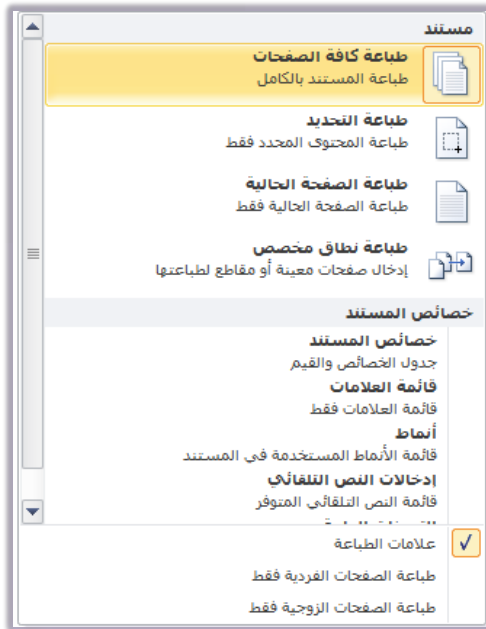 مستند
طباعة كافة الصفحات
طباعة المستند بالكامل
طباعة التحديد
طباعة المحتوى المحدد فقط
طباعة الصفحة الحالية
طباعة الصفحة الحالية فقط
طباعة نطاق مخصص
إدخال صفحات معينة أو مقاطع لطباعتها
خصائص المستند
خصائص المستند
جدول الخصائص والقيم
قائمة العلامات
قائمة العلامات فقط
أنماط
قائمة الأنماط المستخدمة في المستند
إدخالات النص التلقائي
قائمة النص التلقائي المتوفر
علامات الطباعة
طباعة الصفحات الفردية فقط
طباعة الصفحات الزوجية فقط